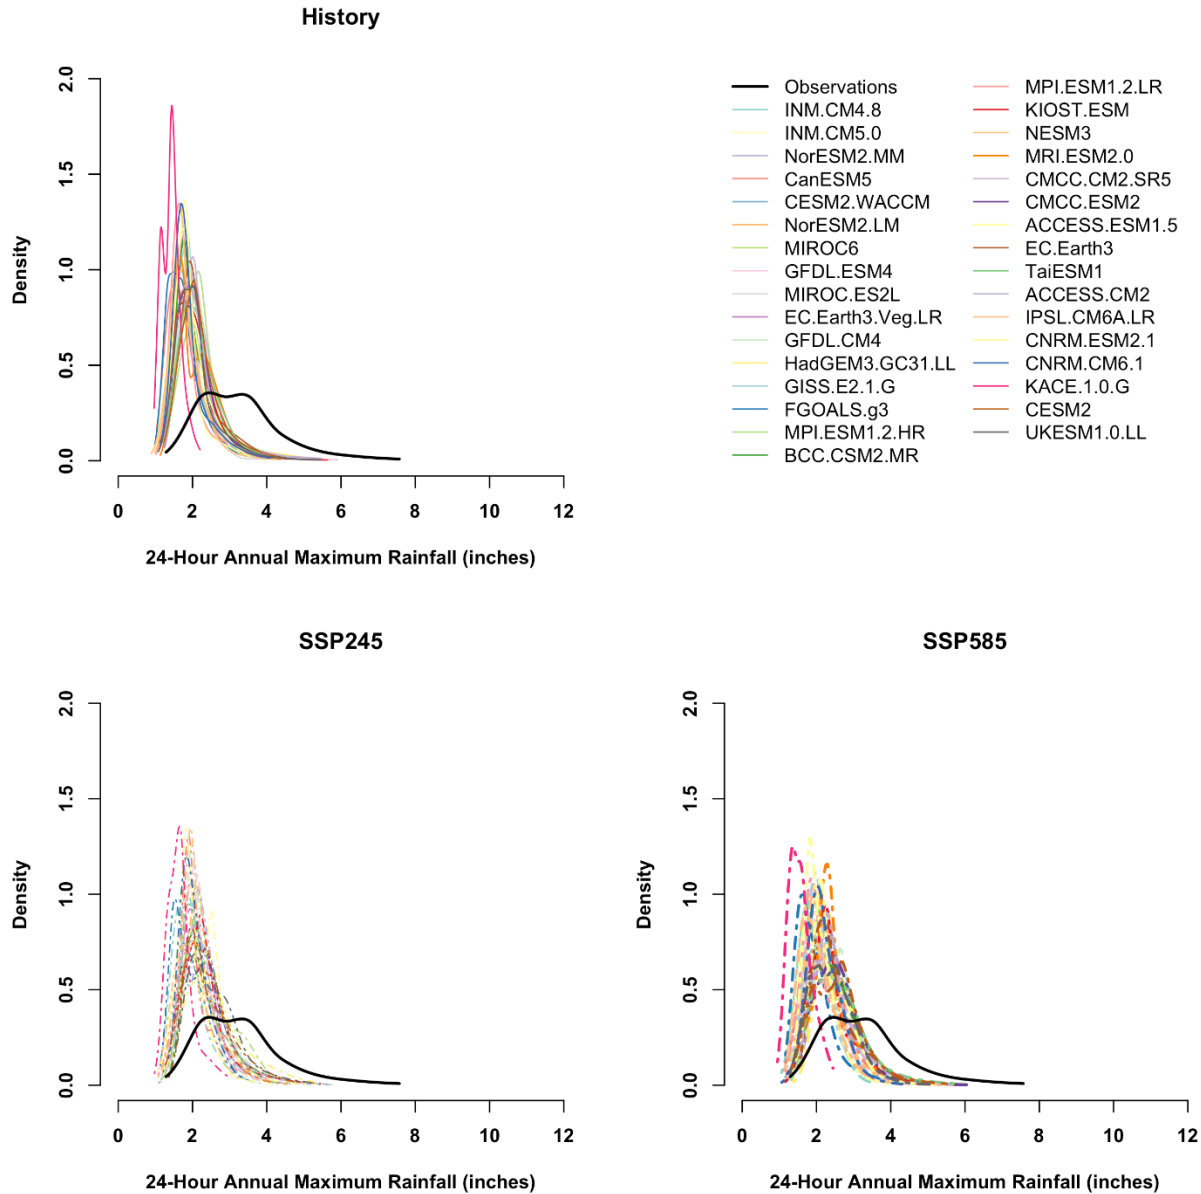 History
2.0
1.5
1.0
0.5
0.0
Density
0 2 4 6 8 10 12
24-Hour Annual Maximum Rainfall (inches)
Observations
INM.CM4.8
INM.CM5.0
NorESM2.MM
CanESM5
CESM2.WACCM
NorESM2.LM
MIROC6
GFDL.ESM4
MIROC.ES2L
EC.Earth3.Veg.LR
GFDL.CM4
HadGEM3.GC31.LL
GISS.E2.1.G
FGOALS.g3
MPI.ESM1.2.HR
BCC.CSM2.MR
MPI.ESM1.2.LR
KIOST.ESM
NESM3
MRI.ESM2.0
CMCC.CM2.SR5
CMCC.ESM2
ACCESS.ESM1.5
EC.Earth3
TaiESM1
ACCESS.CM2
IPSL.CM6A.LR
CNRM.ESM2.1
CNRM.CM6.1
KACE.1.0.G
CESM2
UKESM1.0.LL
SSP245
2.0
1.5
1.0
0.5
0.0
Density
0 2 4 6 8 10 12
24-Hour Annual Maximum Rainfall (inches)
SSP585
2.0
1.5
1.0
0.5
0.0
Density
0 2 4 6 8 10 12
24-Hour Annual Maximum Rainfall (inches)